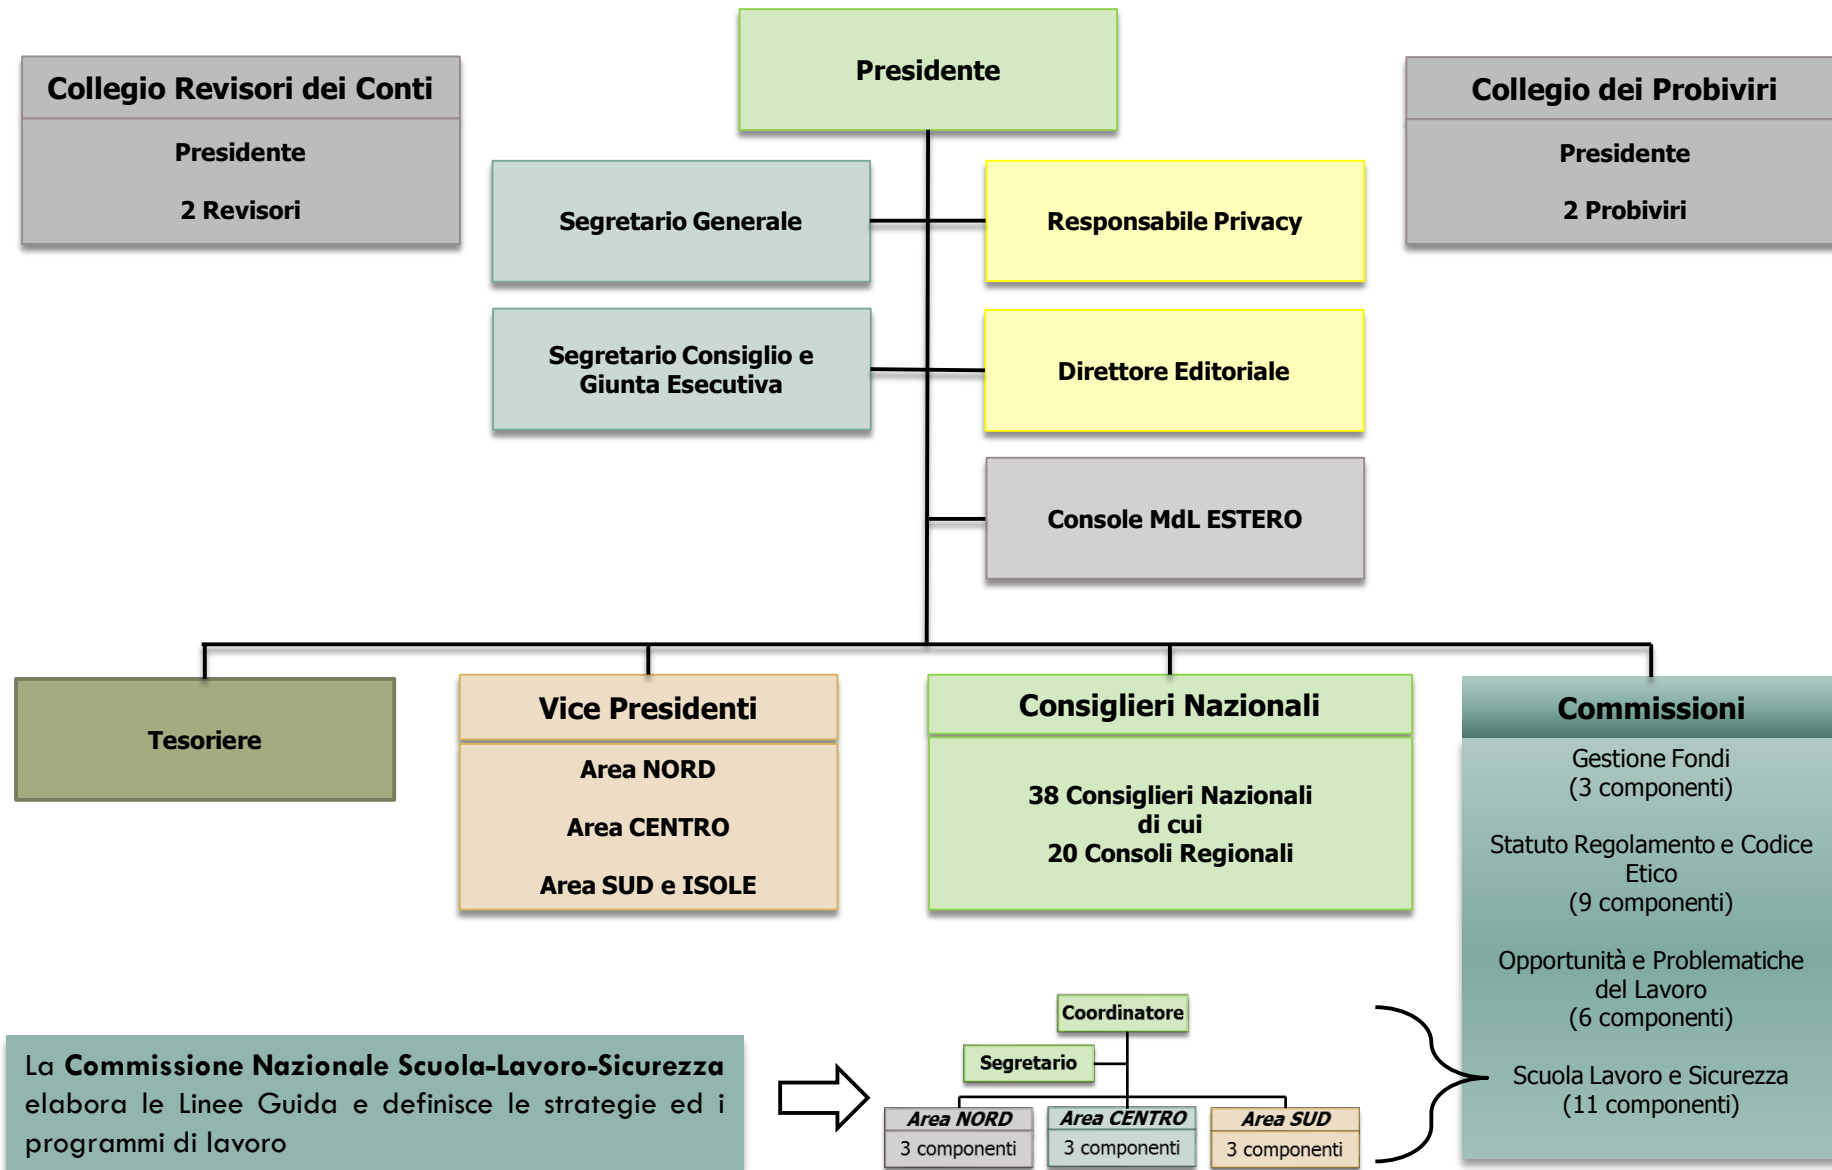 Presidente
Collegio Revisori dei Conti
Presidente
2 Revisori
Collegio dei Probiviri
Presidente
2 Probiviri
Segretario Generale
Responsabile Privacy
Segretario Consiglio e
Giunta Esecutiva
Direttore Editoriale
Console MdL ESTERO
Tesoriere
Vice Presidenti
Area NORD
Area CENTRO
Area SUD e ISOLE
Consiglieri Nazionali
38 Consiglieri Nazionali
di cui
20 Consoli Regionali
Commissioni
Gestione Fondi
(3 componenti)
Statuto Regolamento e Codice
Etico
(9 componenti)
Opportunità e Problematiche
del Lavoro
(6 componenti)
Scuola Lavoro e Sicurezza
(11 componenti)
La Commissione Nazionale Scuola-Lavoro-Sicurezza
elabora le Linee Guida e definisce le strategie ed i
programmi di lavoro
Coordinatore
Segretario
Area NORD
3 componenti
Area CENTRO
3 componenti
Area SUD
3 componenti